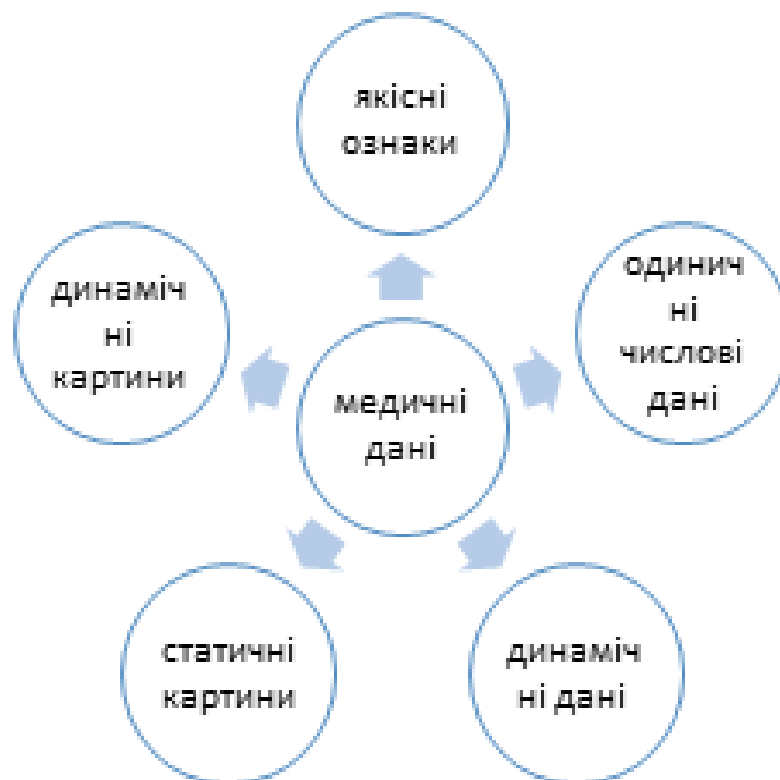 якісні
ознаки
одинич
ні
числові
дані
динаміч
ні
картини
медичні
дані
статичні
картини
динаміч
ні дані